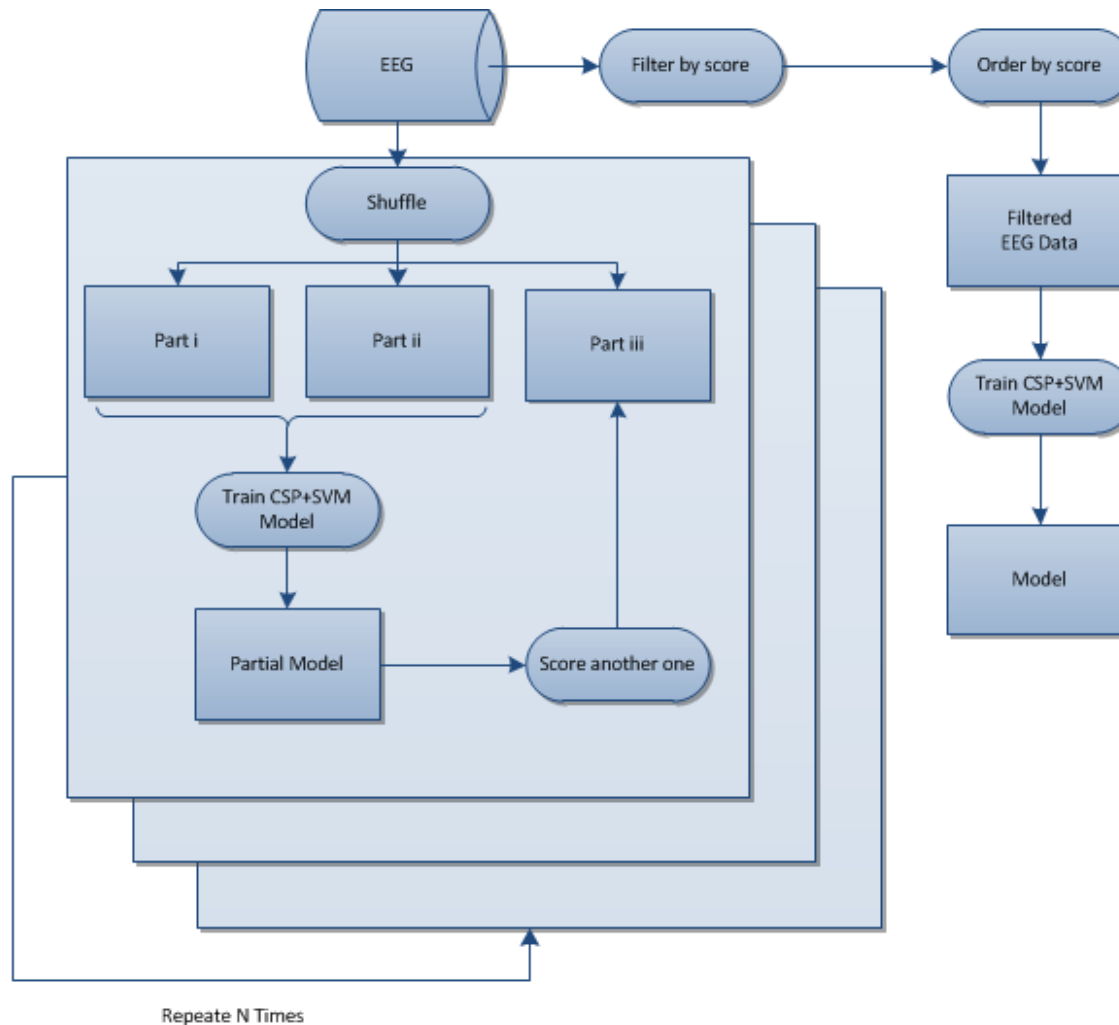 EEG
Filter by score
Order by score
Shuffle
Filtered
EEG Data
Part i
Part ii
Part iii
Train CSP+SVM
Model
Train CSP+SVM
Model
Model
Partial Model
Score another one
Repeate N Times